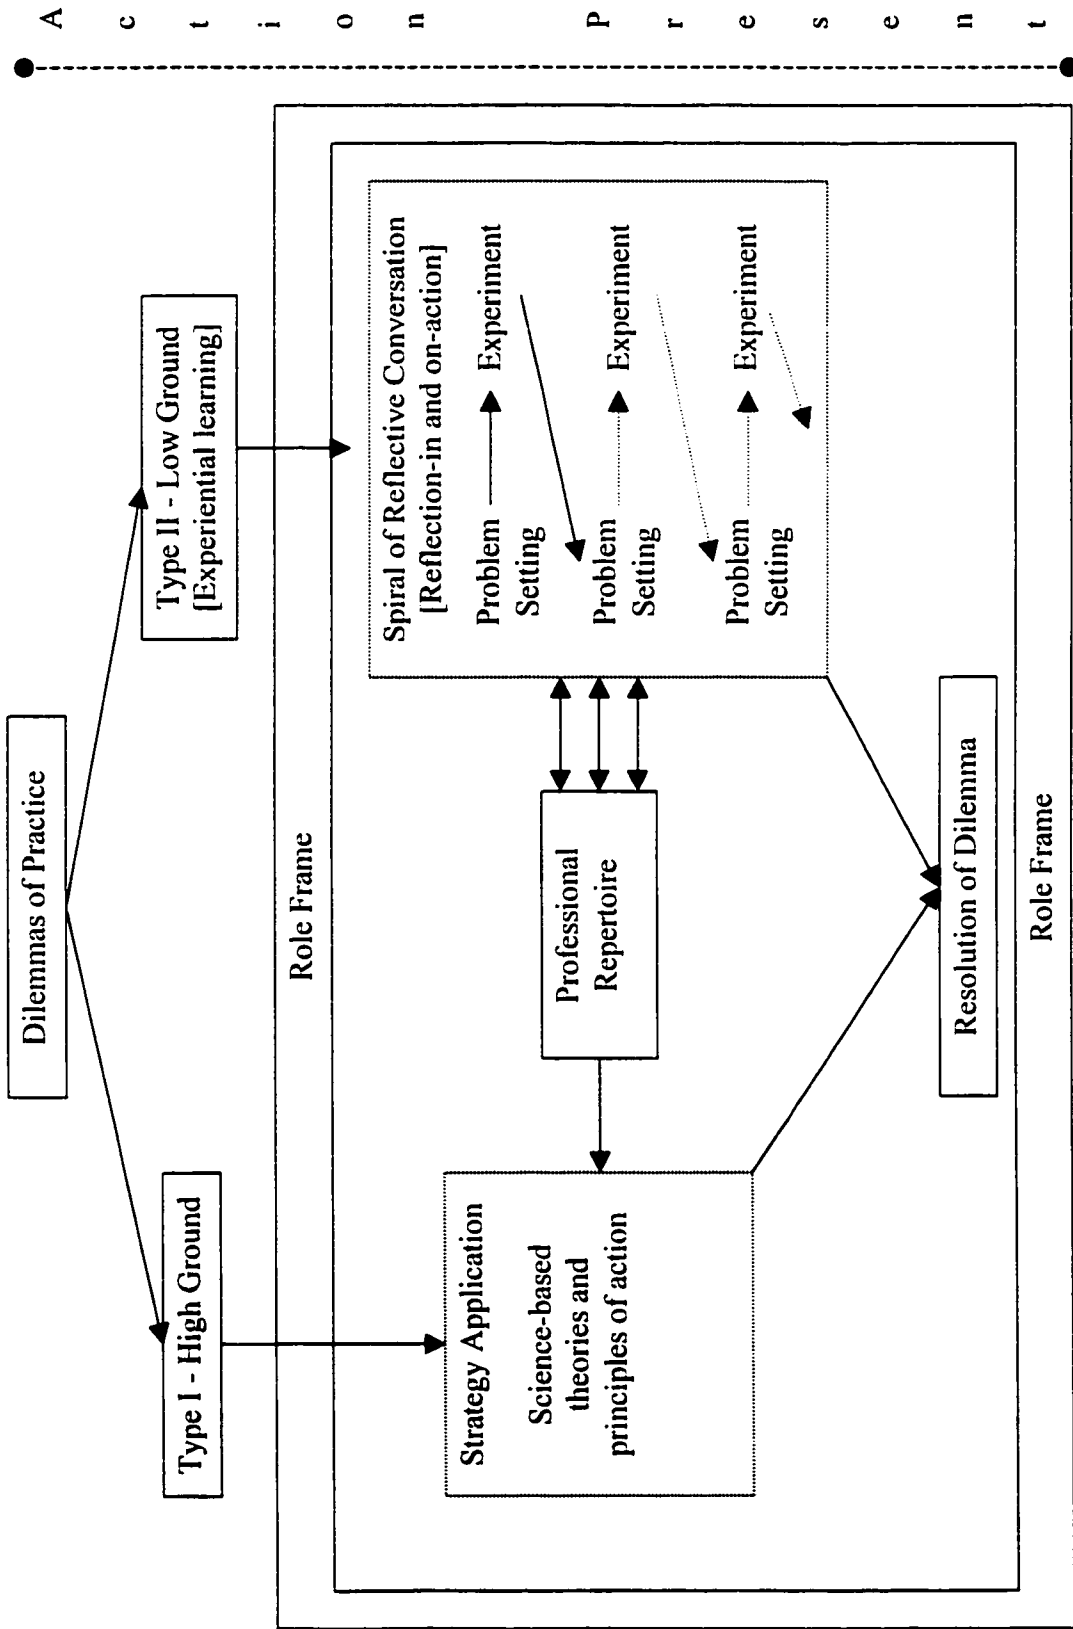 Dilemmas of Practice
Type I - High Ground
Type II - Low Ground
[Experiential learning]
Role Frame
Strategy Application
Science-based
theories and
principles of action
Professional
Repertoire
Spiral of Reflective Conversation
[Reflection-in and on-action]
Problem
Setting
Experiment
Problem
Setting
Experiment
Problem
Setting
Experiment
Resolution of Dilemma
Role Frame
A
c
t
i
o
n
P
r
e
s
e
n
t